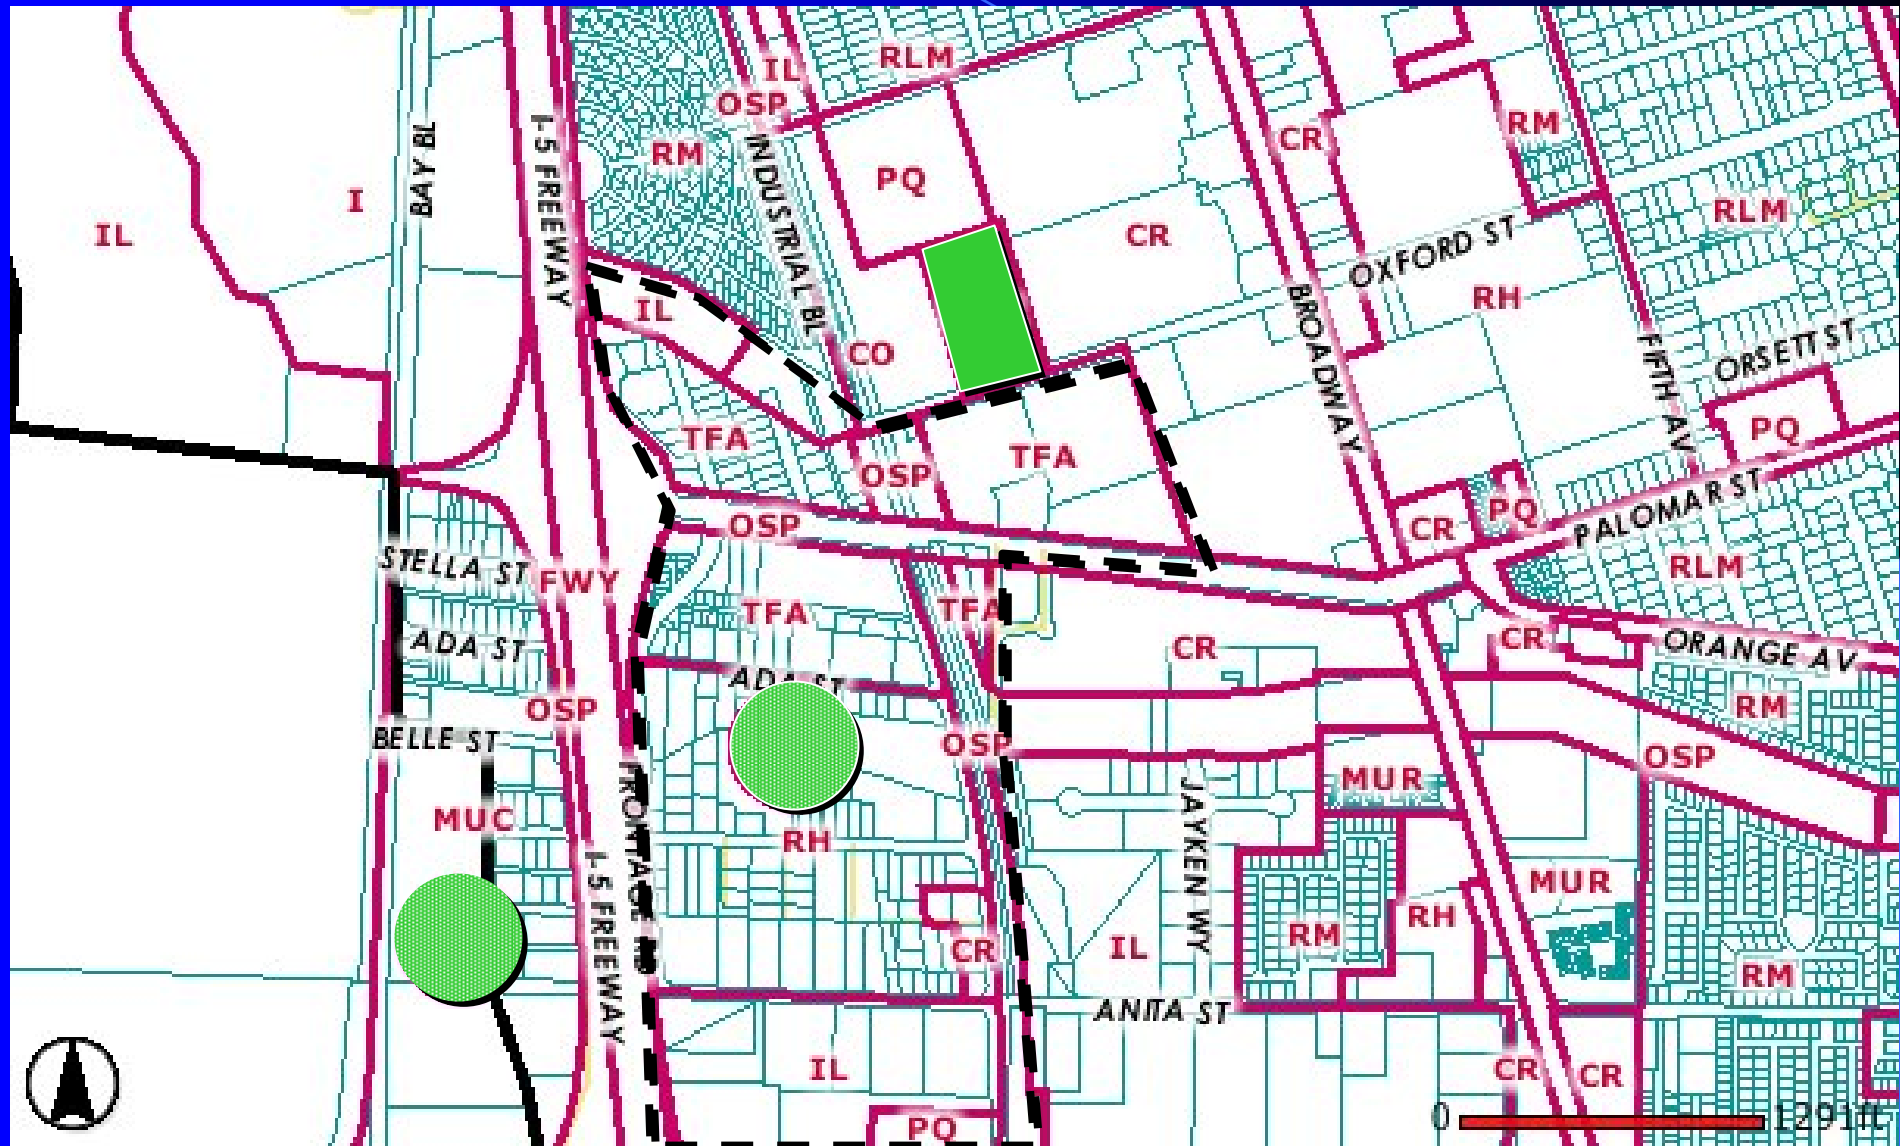 RLM
IL
OSP
RM
CR
RM
BAY BL
I-5 FREEWAY
RM
INDUSTRIAL BL
PQ
I
IL
CR
RLM
OXFORD ST
IL
BROADWAY
RH
CO
FIFTH AV
ORSETT ST
TFA
TFA
OSP
PQ
PALOMAR ST
PQ
CR
OSP
STELLA ST
FWY
RLM
TFA
TFA
ADA ST
CR
CR
ORANGE AV
ADA ST
OSP
RM
BELLE ST
OSP
OSP
MUR
MUC
FRONTAGE RD
RH
JAYKEN WY
MUR
I-5 FREEWAY
RH
RM
CR
IL
RM
ANITA ST
IL
CR
CR
PQ
0
1291ft